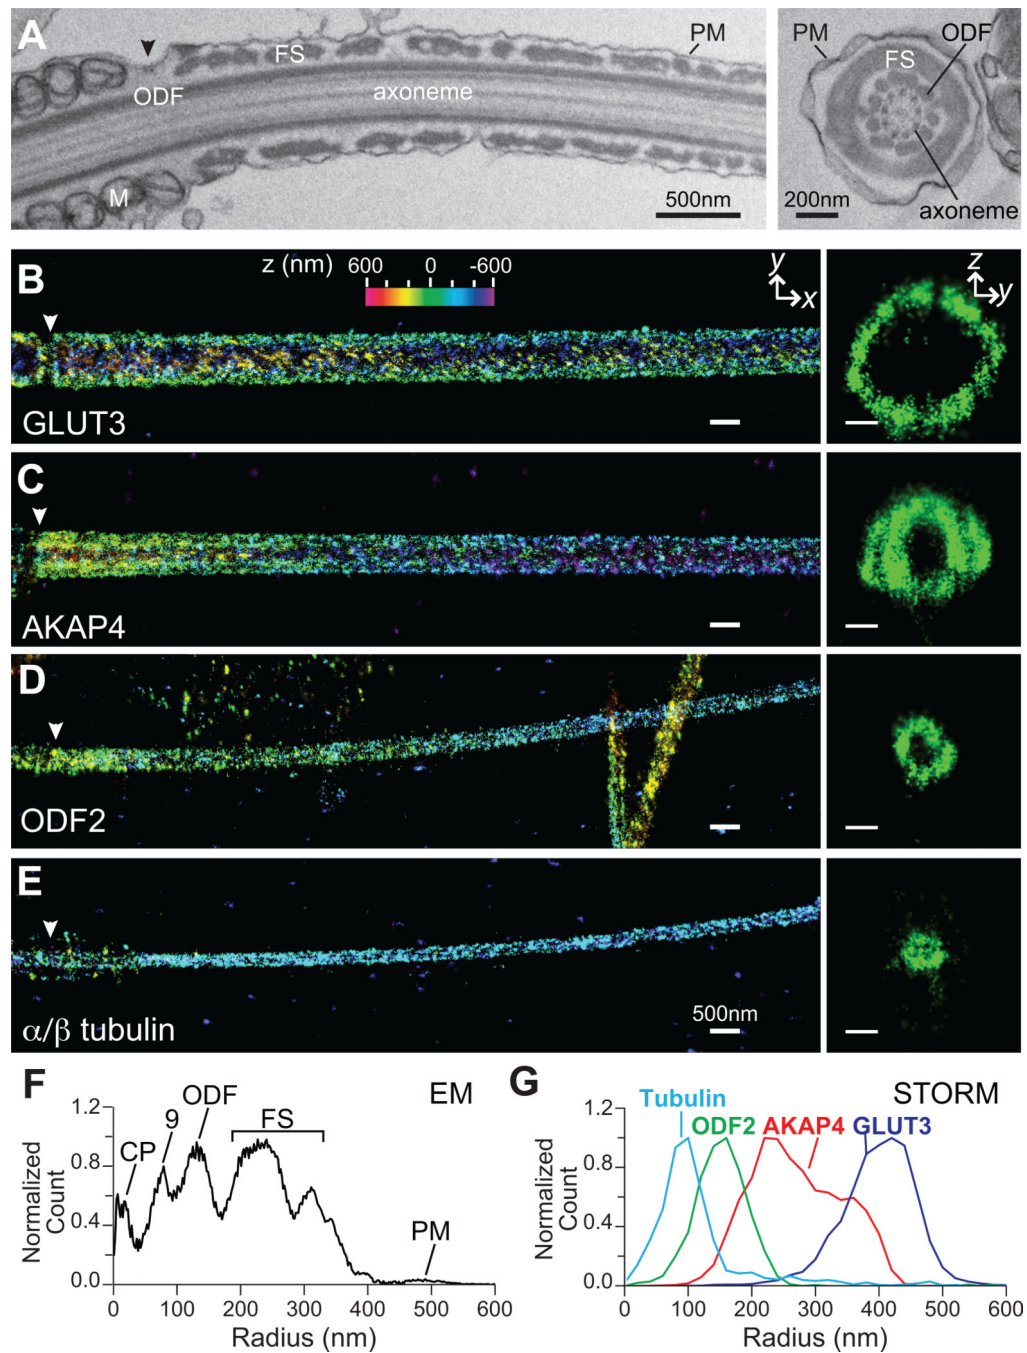 A
ODF
FS
axoneme
PM
M
500nm
PM
ODF
FS
200nm
axoneme
B
z (nm) 600 0 -600
y
x
z
y
GLUT3
C
AKAP4
D
ODF2
E
α/β tubulin
500nm
F
EM
Normalized Count
1.2
0.8
0.4
0.0
CP
9
ODF
FS
PM
0 100 200 300 400 500 600
Radius (nm)
G
STORM
Normalized Count
1.2
0.8
0.4
0.0
Tubulin
ODF2 AKAP4 GLUT3
0 100 200 300 400 500 600
Radius (nm)